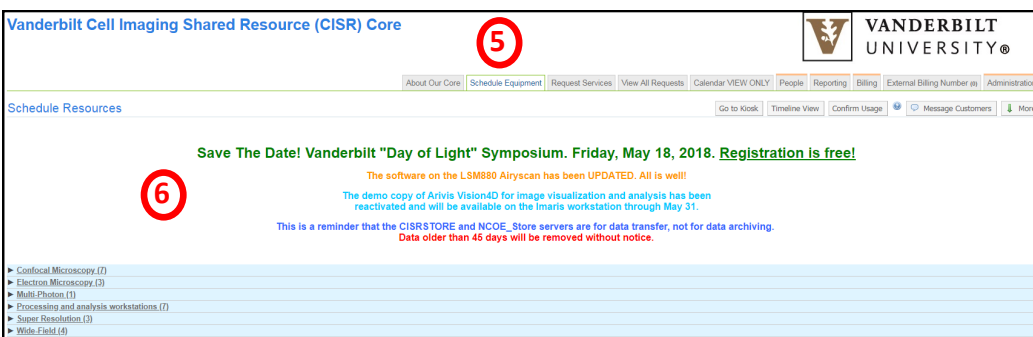 Vanderbilt Cell Imaging Shared Resource (CISR) Core
5
V
VANDERBILT
UNIVERSITY®
About Our Core Schedule Equipment Request Services View All Requests Calendar VIEW ONLY People Reporting Billing External Billing Number (0) Administration
Schedule Resources
Go to Kiosk Timeline View Confirm Usage Message Customers More
Save The Date! Vanderbilt "Day of Light" Symposium. Friday, May 18, 2018. Registration is free!
The software on the LSM880 Airyscan has been UPDATED. All is well!
6
The demo copy of Arivis Vision4D for image visualization and analysis has been
reactivated and will be available on the Imaris workstation through May 31.
This is a reminder that the CISRSTORE and NCOE_Store servers are for data transfer, not for data archiving.
Data older than 45 days will be removed without notice.
► Confocal Microscopy (7)
► Electron Microscopy (3)
► Multi-Photon (1)
► Processing and analysis workstations (7)
► Super Resolution (3)
► Wide-Field (4)